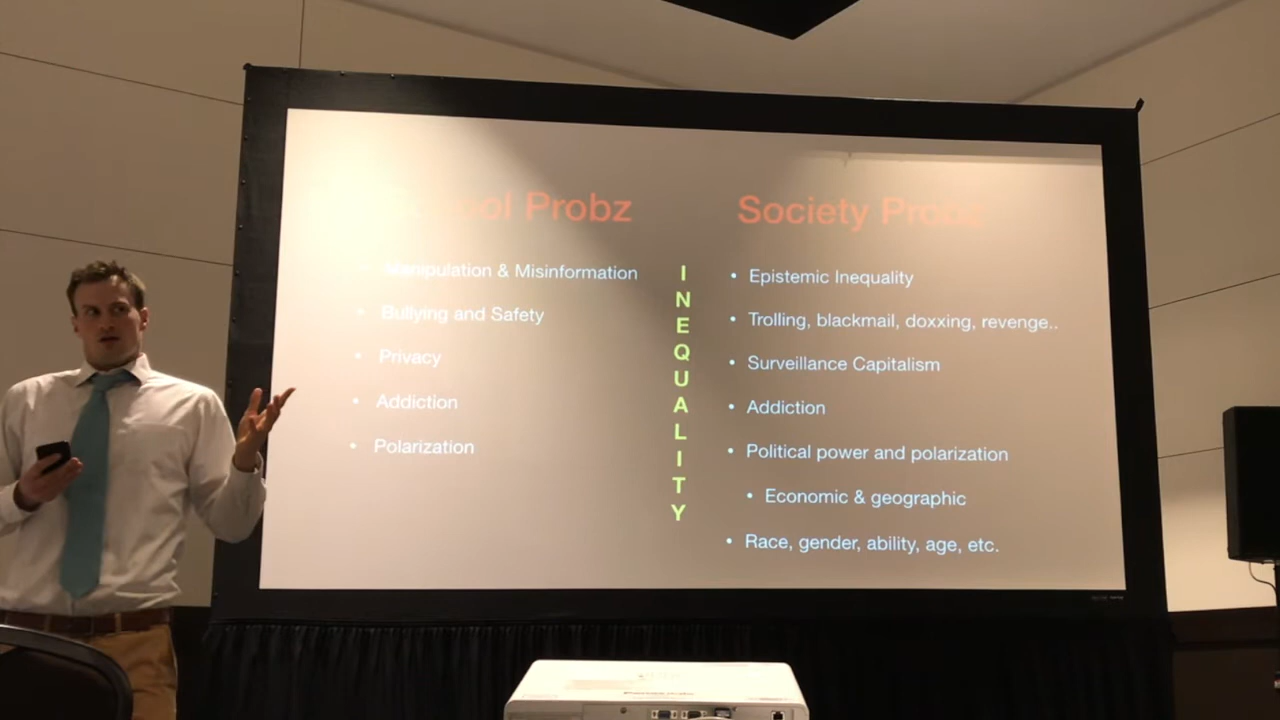 Probz
Manipulation & Misinformation
• Bullying and Safety
• Privacy
• Addiction
• Polarization
I
N
E
Q
U
A
L
I
T
Y
Society Probz
• Epistemic Inequality
• Trolling, blackmail, doxxing, revenge..
• Surveillance Capitalism
• Addiction
• Political power and polarization
• Economic & geographic
• Race, gender, ability, age, etc.